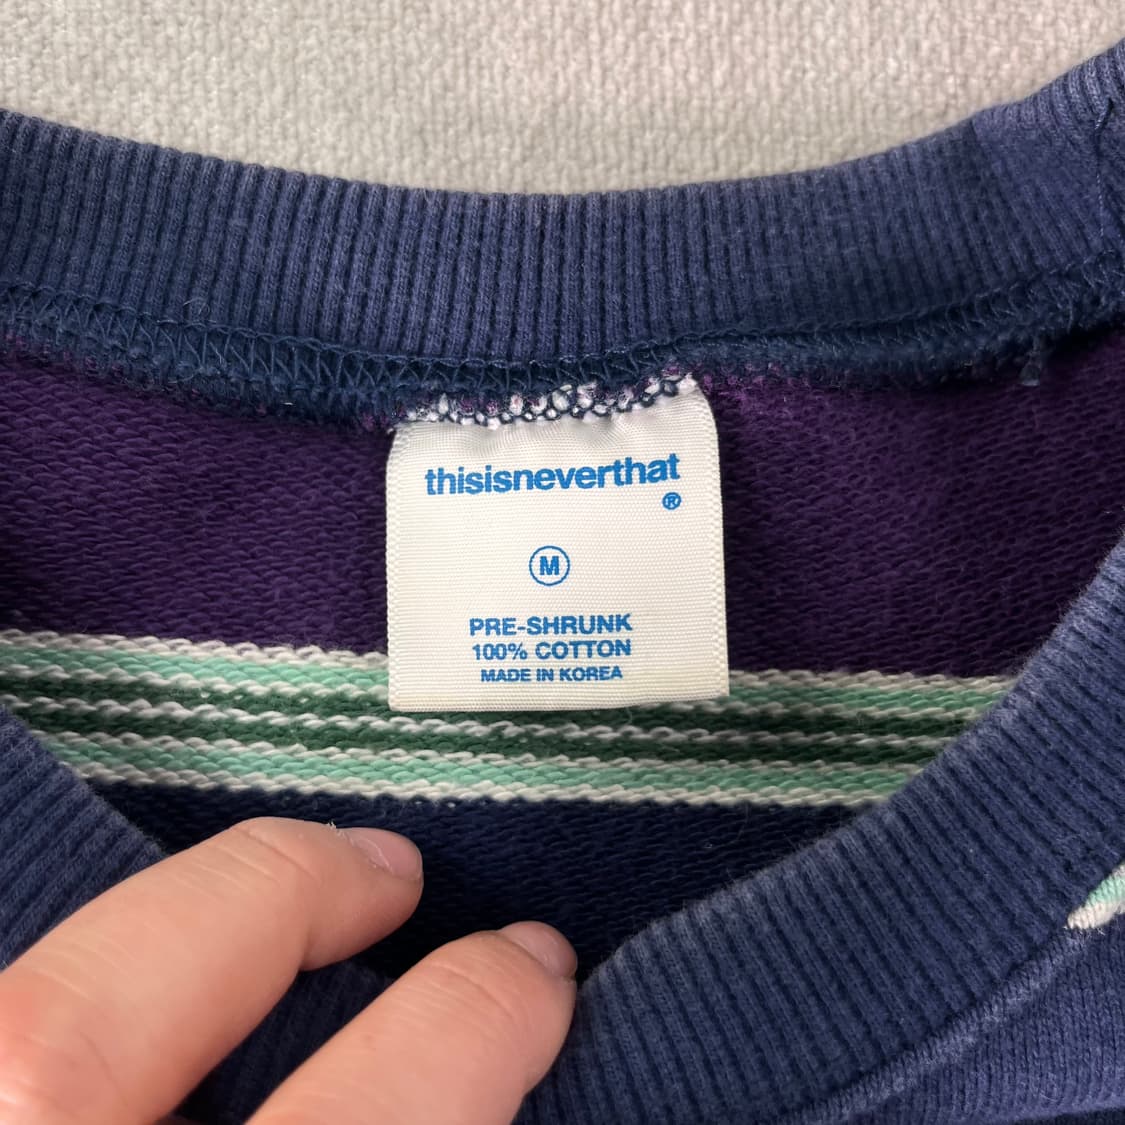 thisisneverthat
®
M
PRE-SHRUNK
100% COTTON
MADE IN KOREA